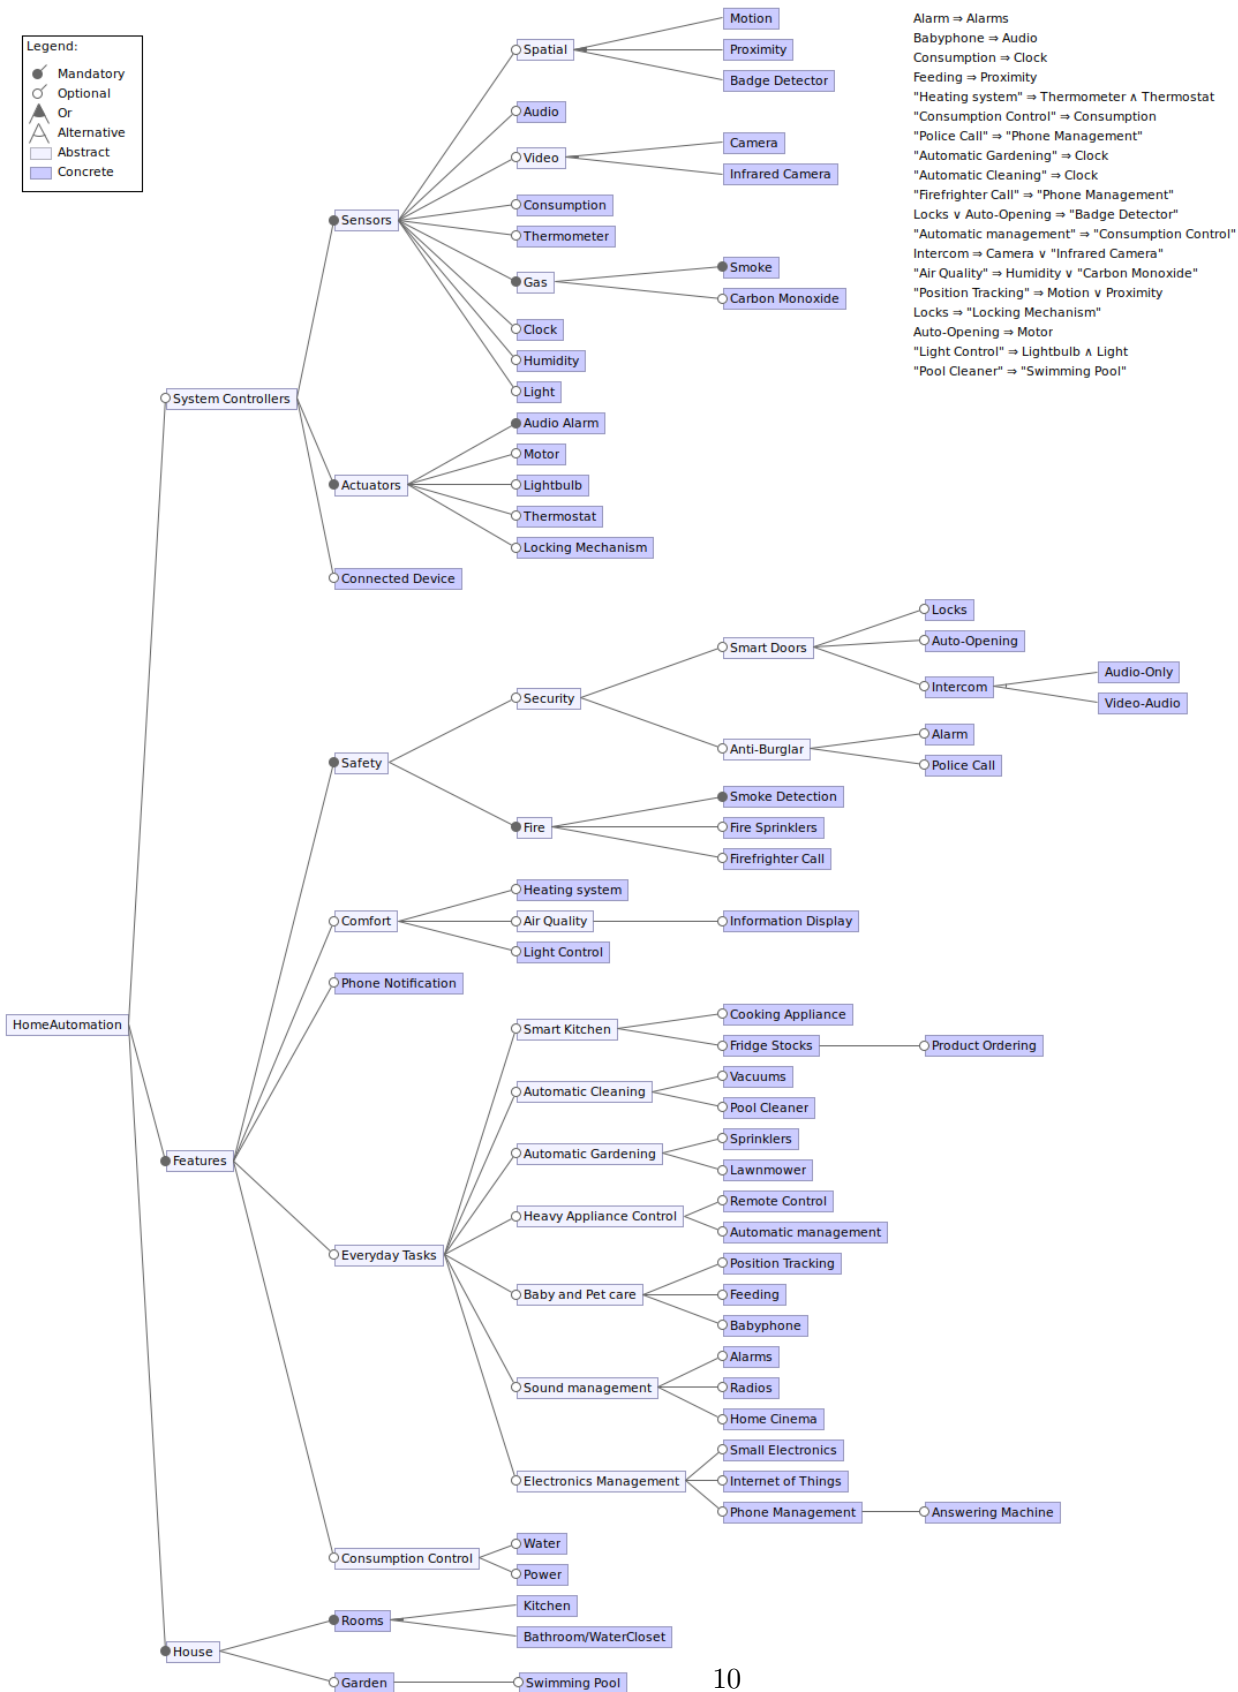 Legend:
Mandatory
Optional
Or
Alternative
Abstract
Concrete
Alarm ⇒ Alarms
Babyphone ⇒ Audio
Consumption ⇒ Clock
Feeding ⇒ Proximity
"Heating system" ⇒ Thermometer ∧ Thermostat
"Consumption Control" ⇒ Consumption
"Police Call" ⇒ "Phone Management"
"Automatic Gardening" ⇒ Clock
"Automatic Cleaning" ⇒ Clock
"Firefrighter Call" ⇒ "Phone Management"
Locks ∨ Auto-Opening ⇒ "Badge Detector"
"Automatic management" ⇒ "Consumption Control"
Intercom ⇒ Camera ∨ "Infrared Camera"
"Air Quality" ⇒ Humidity ∨ "Carbon Monoxide"
"Position Tracking" ⇒ Motion ∨ Proximity
Locks ⇒ "Locking Mechanism"
Auto-Opening ⇒ Motor
"Light Control" ⇒ Lightbulb ∧ Light
"Pool Cleaner" ⇒ "Swimming Pool"
HomeAutomation
System Controllers
Sensors
Spatial
Motion
Proximity
Badge Detector
Audio
Video
Camera
Infrared Camera
Consumption
Thermometer
Gas
Smoke
Carbon Monoxide
Clock
Humidity
Light
Actuators
Audio Alarm
Motor
Lightbulb
Thermostat
Locking Mechanism
Connected Device
Features
Safety
Security
Smart Doors
Locks
Auto-Opening
Intercom
Audio-Only
Video-Audio
Anti-Burglar
Alarm
Police Call
Fire
Smoke Detection
Fire Sprinklers
Firefrighter Call
Comfort
Heating system
Air Quality
Information Display
Light Control
Phone Notification
Everyday Tasks
Smart Kitchen
Cooking Appliance
Fridge Stocks
Product Ordering
Automatic Cleaning
Vacuums
Pool Cleaner
Automatic Gardening
Sprinklers
Lawnmower
Heavy Appliance Control
Remote Control
Automatic management
Baby and Pet care
Position Tracking
Feeding
Babyphone
Sound management
Alarms
Radios
Home Cinema
Electronics Management
Small Electronics
Internet of Things
Phone Management
Answering Machine
Consumption Control
Water
Power
House
Rooms
Kitchen
Bathroom/WaterCloset
Garden
Swimming Pool
10